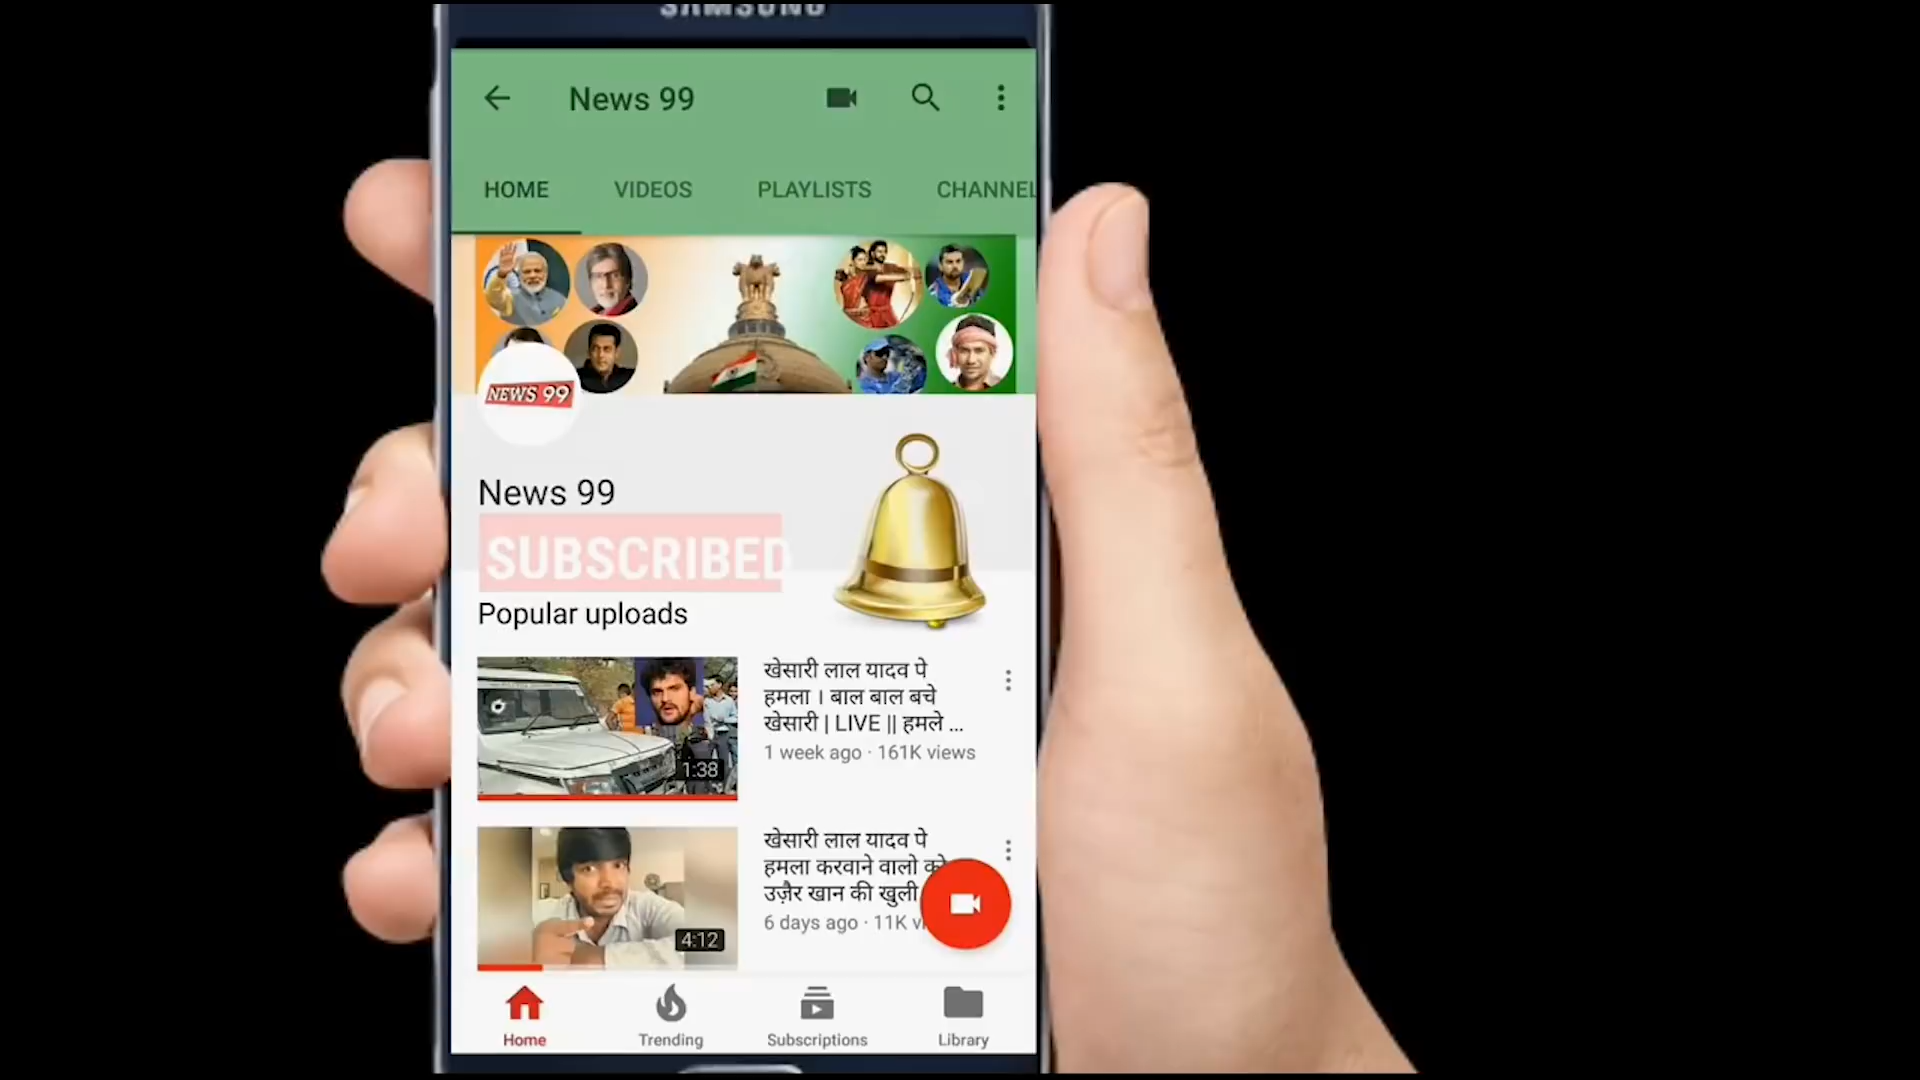 SAMSUNG
News 99
HOME VIDEOS PLAYLISTS CHANNEL
NEWS 99
News 99
SUBSCRIBED
Popular uploads
खेसारी लाल यादव पे
हमला । बाल बाल बचे
खेसारी | LIVE || हमले ...
1 week ago · 161K views
1:38
खेसारी लाल यादव पे
हमला करवाने वालो को
उज़ैर खान की खुली
6 days ago · 11K
4:12
Home Trending Subscriptions Library